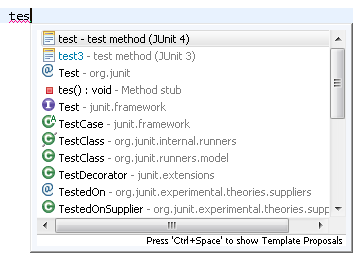 tes
test - test method (JUnit 4)
test3 - test method (JUnit 3)
Test - org.junit
tes() : void - Method stub
Test - junit.framework
TestCase - junit.framework
TestClass - org.junit.internal.runners
TestClass - org.junit.runners.model
TestDecorator - junit.extensions
TestedOn - org.junit.experimental.theories.suppliers
TestedOnSupplier - org.junit.experimental.theories.supp
Press 'Ctrl+Space' to show Template Proposals